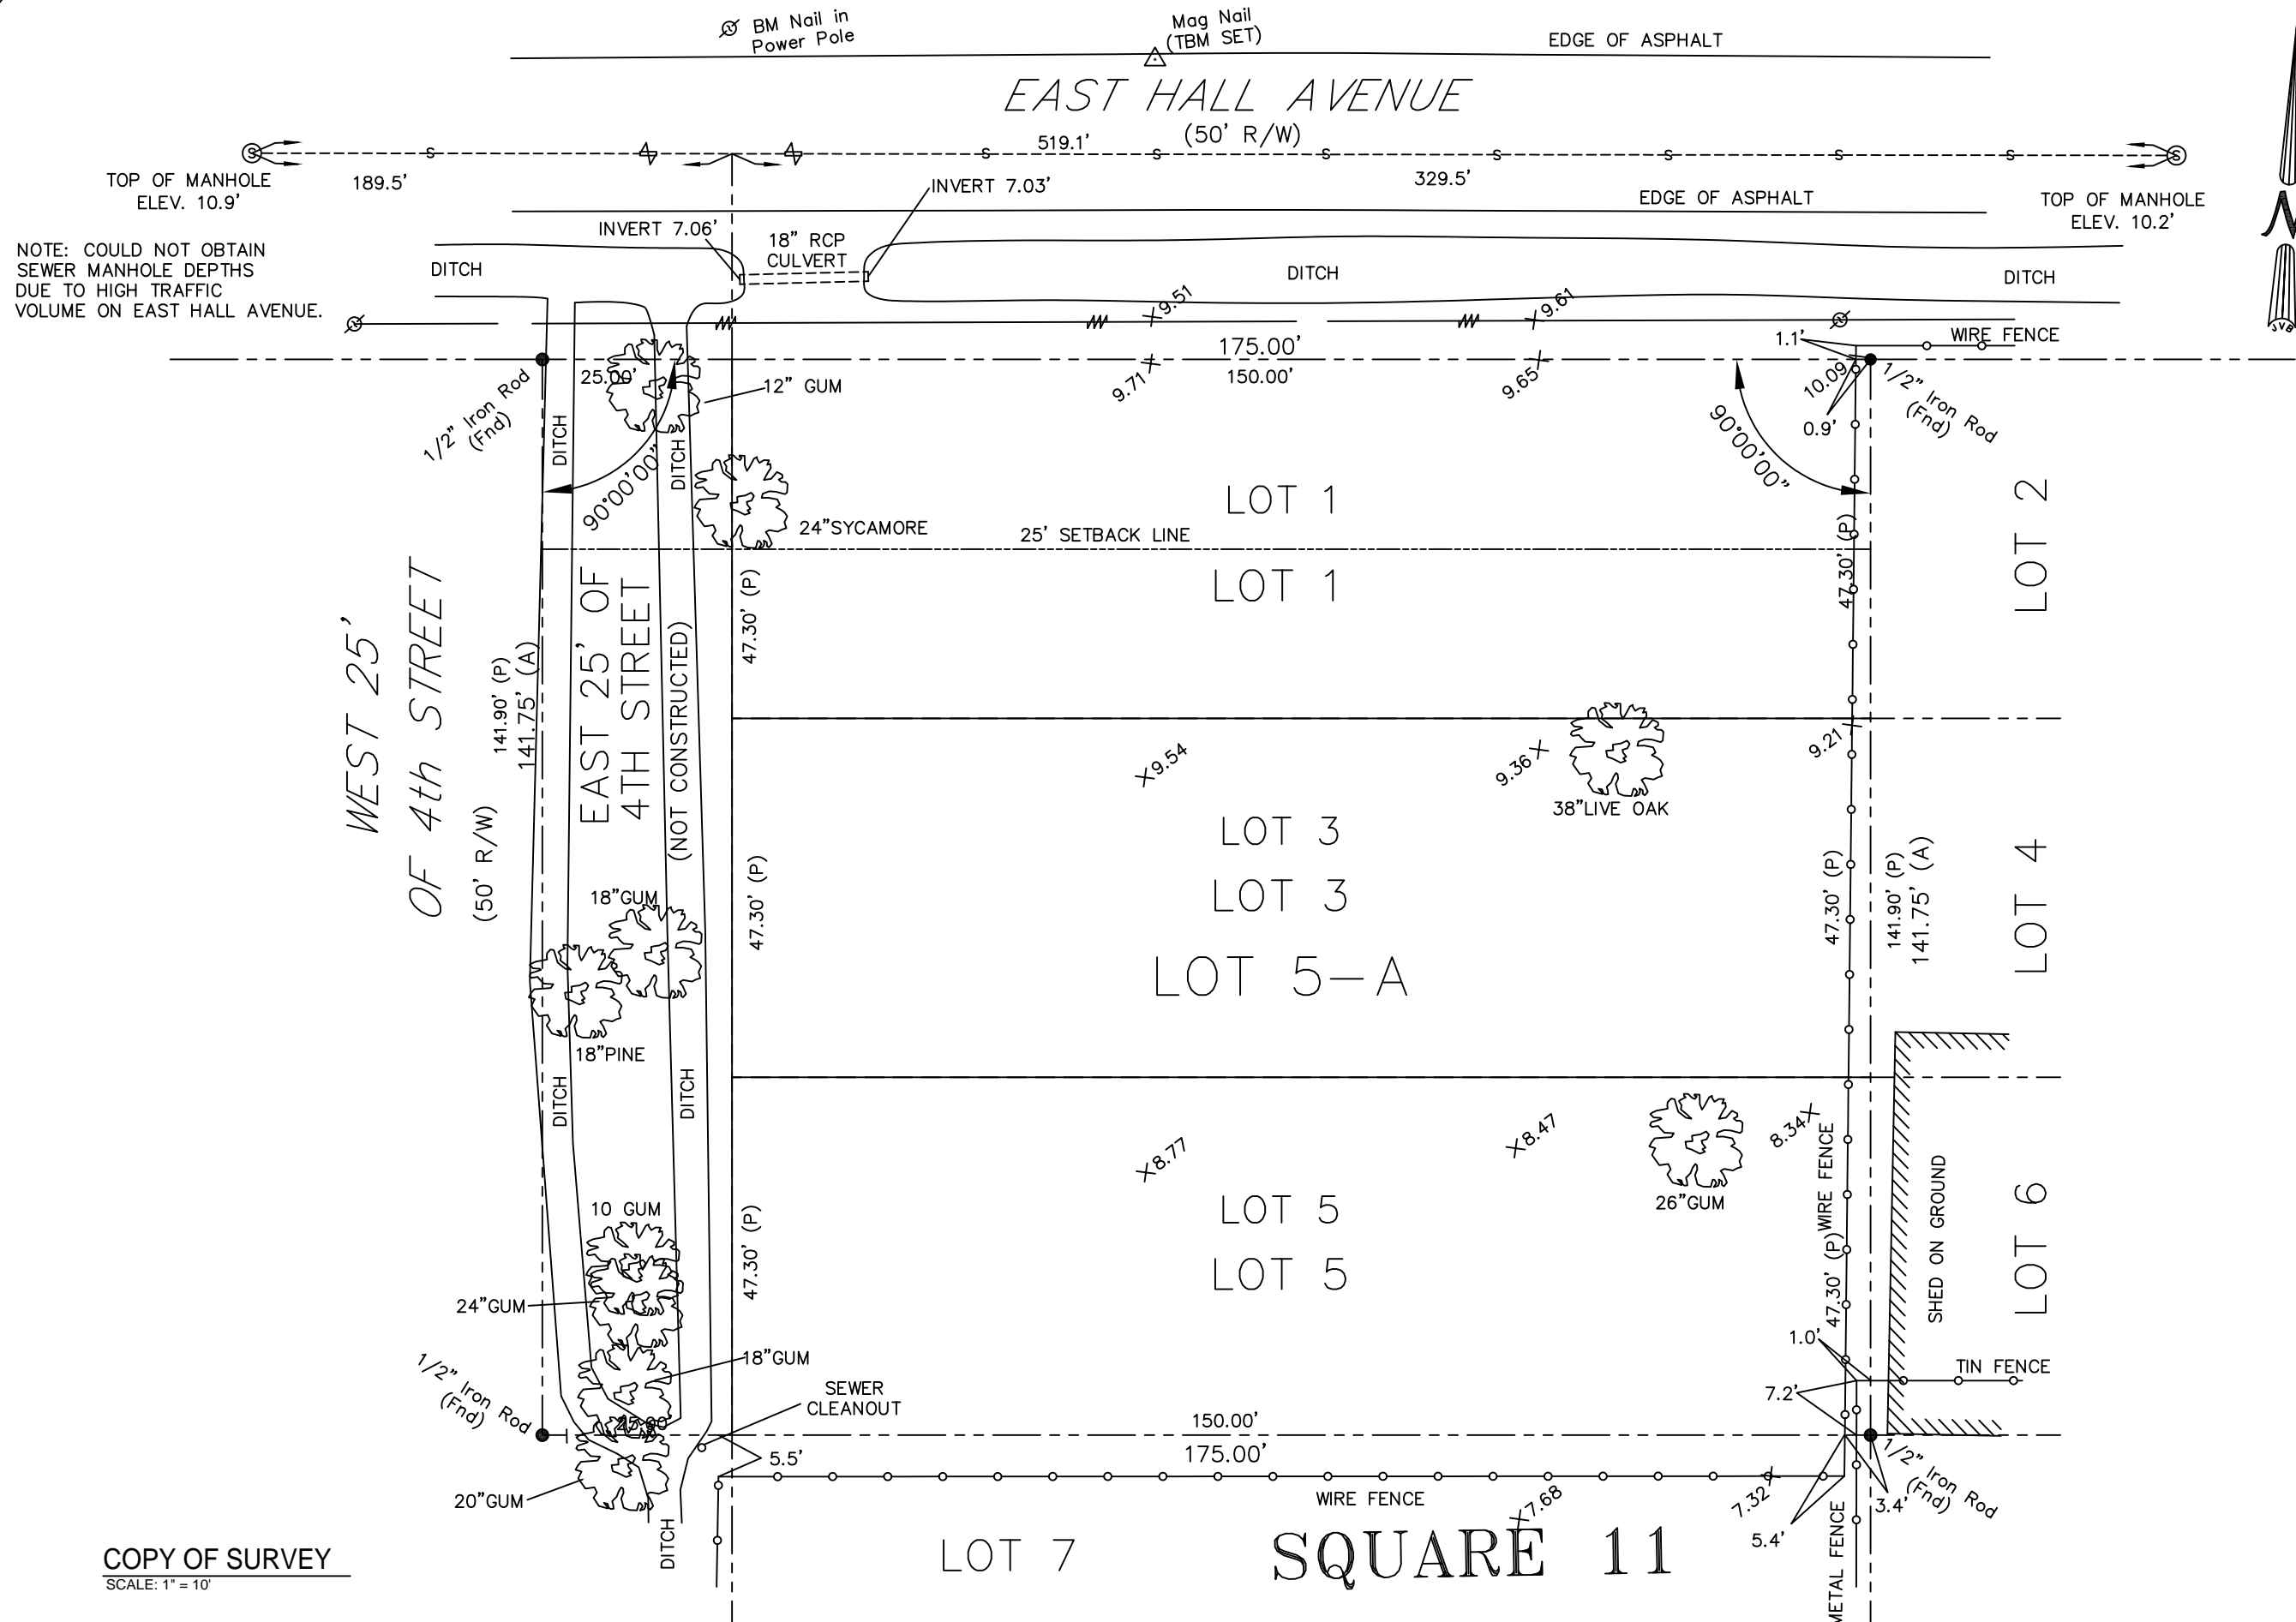 BM Nail in
Power Pole
Mag Nail
(TBM SET)
EDGE OF ASPHALT
EAST HALL AVENUE
(50' R/W)
519.1'
S S S S S S S S S S
TOP OF MANHOLE
ELEV. 10.9'
189.5'
INVERT 7.03'
329.5'
EDGE OF ASPHALT
TOP OF MANHOLE
ELEV. 10.2'
N
JVB
INVERT 7.06'
18" RCP
CULVERT
NOTE: COULD NOT OBTAIN
SEWER MANHOLE DEPTHS
DUE TO HIGH TRAFFIC
VOLUME ON EAST HALL AVENUE.
DITCH
DITCH
DITCH
9.51
9.61
175.00'
150.00'
1.1'
WIRE FENCE
25.00'
12" GUM
9.71
9.65
10.09
1/2" Iron Rod
(Fnd)
1/2" Iron Rod
(Fnd)
0.9'
DITCH
DITCH
90°00'00"
90°00'00"
LOT 1
24"SYCAMORE
25' SETBACK LINE
LOT 1
LOT 2
47.30' (P)
47.30' (P)
WEST 25'
OF 4th STREET
(50' R/W)
141.90' (P)
141.75' (A)
EAST 25' OF
4TH STREET
(NOT CONSTRUCTED)
9.54
9.36
9.21
38"LIVE OAK
LOT 3
LOT 3
LOT 5-A
47.30' (P)
47.30' (P)
141.90' (P)
141.75' (A)
LOT 4
18"GUM
18"PINE
DITCH
DITCH
8.77
8.47
8.34
26"GUM
WIRE FENCE
SHED ON GROUND
LOT 5
LOT 5
LOT 6
10 GUM
47.30' (P)
47.30' (P)
24"GUM
1.0'
18"GUM
TIN FENCE
1/2" Iron Rod
(Fnd)
SEWER
CLEANOUT
7.2'
25.00
150.00'
175.00'
5.5'
1/2" Iron Rod
(Fnd)
20"GUM
WIRE FENCE
7.68
7.32
3.4'
5.4'
DITCH
METAL FENCE
LOT 7
SQUARE 11
COPY OF SURVEY
SCALE: 1" = 10'